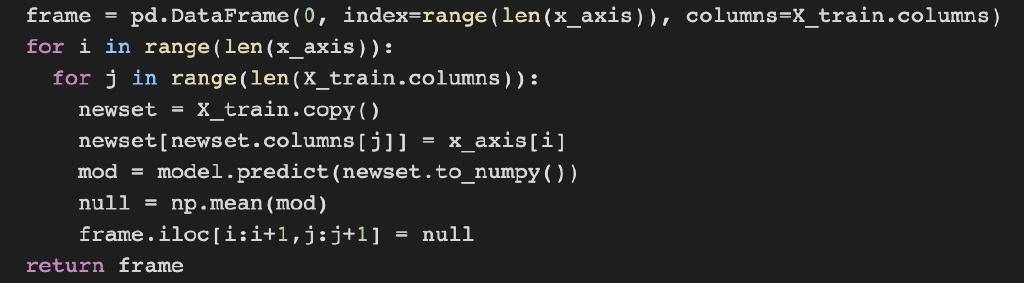 frame = pd.DataFrame(0, index=range(len(x_axis)), columns=X_train.columns)
for i in range(len(x_axis)):
  for j in range(len(X_train.columns)):
    newset = X_train.copy()
    newset[newset.columns[j]] = x_axis[i]
    mod = model.predict(newset.to_numpy())
    null = np.mean(mod)
    frame.iloc[i:i+1,j:j+1] = null
return frame